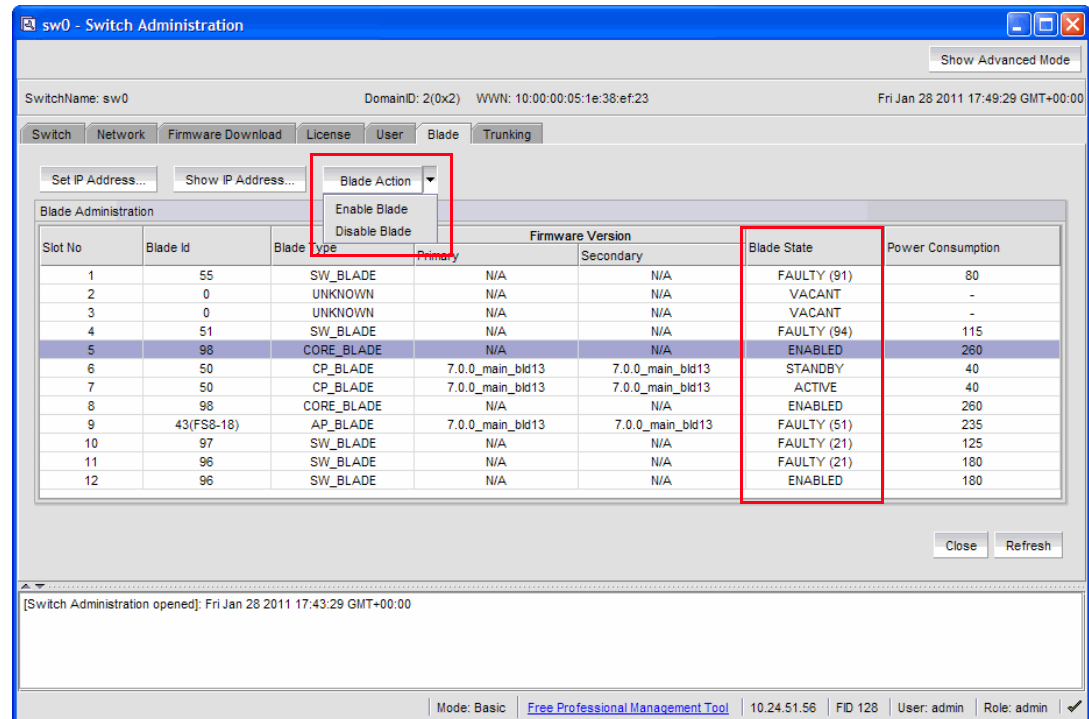 sw0 - Switch Administration
Show Advanced Mode
SwitchName: sw0 DomainID: 2(0x2) WWN: 10:00:00:05:1e:38:ef:23 Fri Jan 28 2011 17:49:29 GMT+00:00
Switch Network Firmware Download License User Blade Trunking
Set IP Address... Show IP Address... Blade Action
Enable Blade
Disable Blade
Blade Administration
Slot No Blade Id Blade Type Firmware Version Blade State Power Consumption
Primary Secondary
1 55 SW_BLADE N/A N/A FAULTY (91) 80
2 0 UNKNOWN N/A N/A VACANT -
3 0 UNKNOWN N/A N/A VACANT -
4 51 SW_BLADE N/A N/A FAULTY (94) 115
5 98 CORE_BLADE N/A N/A ENABLED 260
6 50 CP_BLADE 7.0.0_main_bld13 7.0.0_main_bld13 STANDBY 40
7 50 CP_BLADE 7.0.0_main_bld13 7.0.0_main_bld13 ACTIVE 40
8 98 CORE_BLADE N/A N/A ENABLED 260
9 43(FS8-18) AP_BLADE 7.0.0_main_bld13 7.0.0_main_bld13 FAULTY (51) 235
10 97 SW_BLADE N/A N/A FAULTY (21) 125
11 96 SW_BLADE N/A N/A FAULTY (21) 180
12 96 SW_BLADE N/A N/A ENABLED 180
Close Refresh
[Switch Administration opened]: Fri Jan 28 2011 17:43:29 GMT+00:00
Mode: Basic Free Professional Management Tool 10.24.51.56 FID 128 User: admin Role: admin